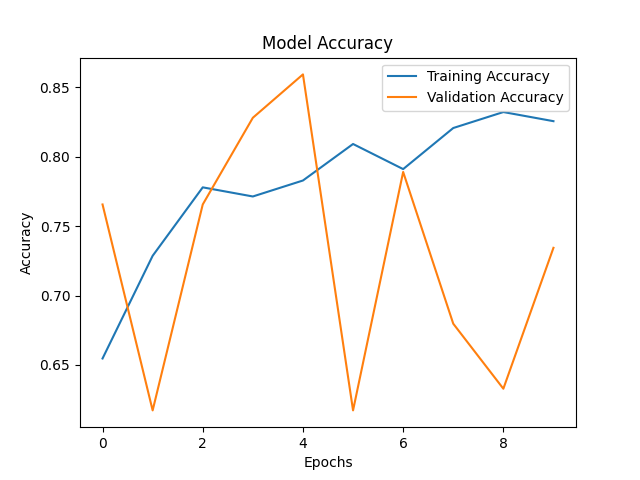 Model Accuracy
Training Accuracy
Validation Accuracy
0.85
0.80
0.75
0.70
0.65
Accuracy
0 2 4 6 8
Epochs